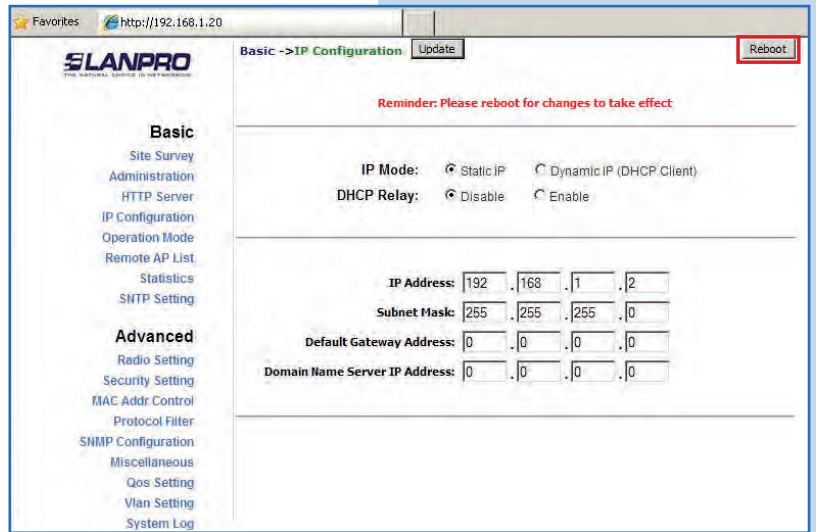 Favorites http://192.168.1.20
LANPRO
THE NATURAL CHOICE IN NETWORKING
Basic ->IP Configuration Update Reboot
Reminder: Please reboot for changes to take effect
Basic
Site Survey
Administration
HTTP Server
IP Configuration
Operation Mode
Remote AP List
Statistics
SNTP Setting
Advanced
Radio Setting
Security Setting
MAC Addr Control
Protocol Filter
SNMP Configuration
Miscellaneous
Qos Setting
Vlan Setting
System Log
IP Mode: Static IP Dynamic IP (DHCP Client)
DHCP Relay: Disable Enable
IP Address: 192 . 168 . 1 . 2
Subnet Mask: 255 . 255 . 255 . 0
Default Gateway Address: 0 . 0 . 0 . 0
Domain Name Server IP Address: 0 . 0 . 0 . 0